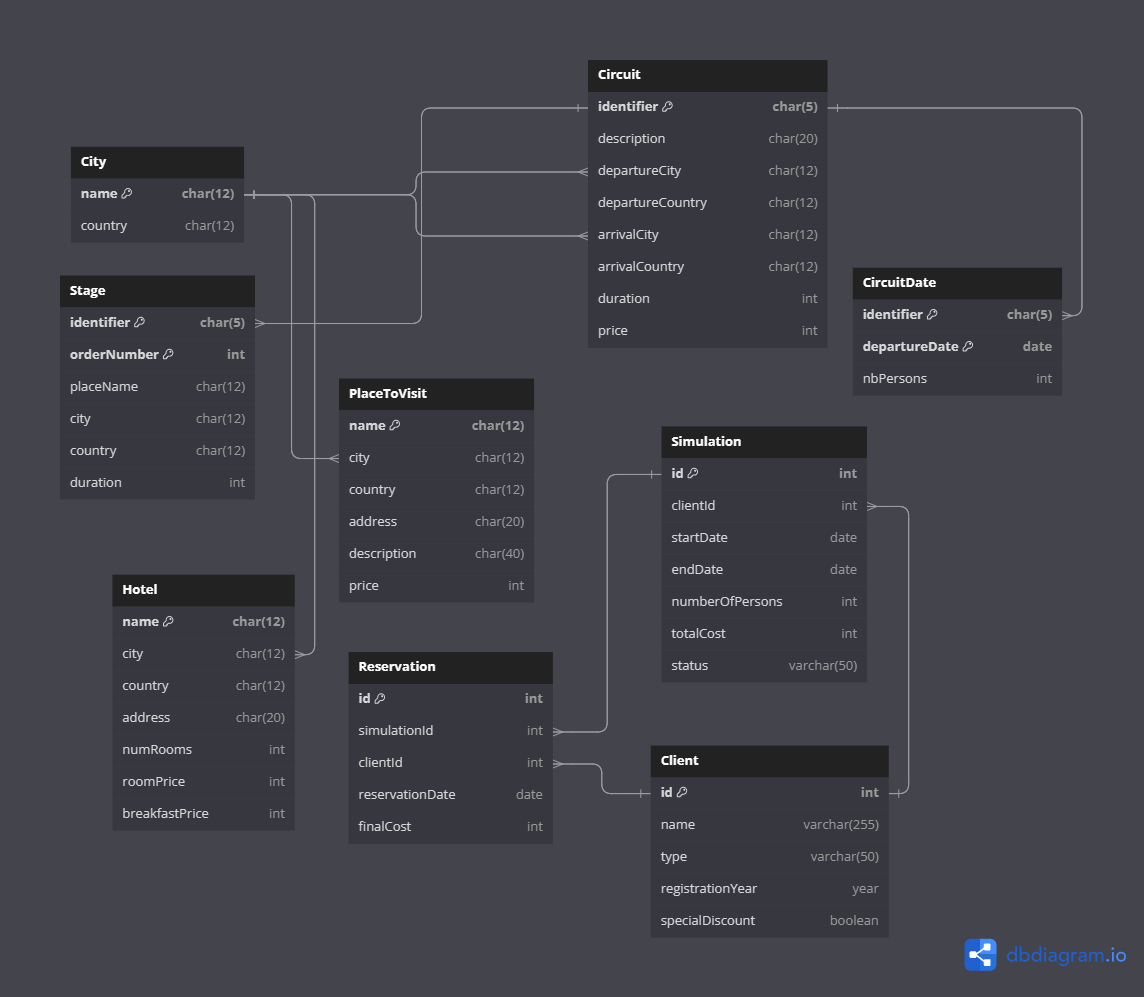 Circuit
identifier char(5)
description char(20)
departureCity char(12)
departureCountry char(12)
arrivalCity char(12)
arrivalCountry char(12)
duration int
price int
City
name char(12)
country char(12)
CircuitDate
identifier char(5)
departureDate date
nbPersons int
Stage
identifier char(5)
orderNumber int
placeName char(12)
city char(12)
country char(12)
duration int
PlaceToVisit
name char(12)
city char(12)
country char(12)
address char(20)
description char(40)
price int
Simulation
id int
clientId int
startDate date
endDate date
numberOfPersons int
totalCost int
status varchar(50)
Hotel
name char(12)
city char(12)
country char(12)
address char(20)
numRooms int
roomPrice int
breakfastPrice int
Reservation
id int
simulationId int
clientId int
reservationDate date
finalCost int
Client
id int
name varchar(255)
type varchar(50)
registrationYear year
specialDiscount boolean
dbdiagram.io